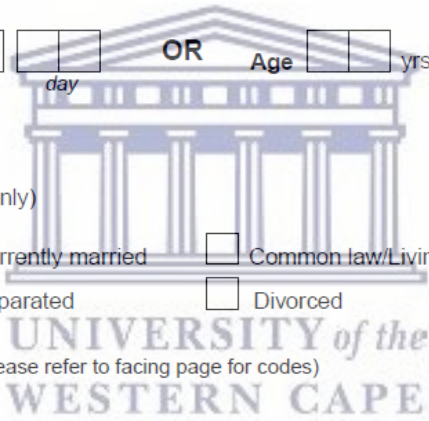 OR Age yrs
day
nly)
rrently married Common law/Livin
parated Divorced
UNIVERSITY of the
ease refer to facing page for codes)
WESTERN CAPE